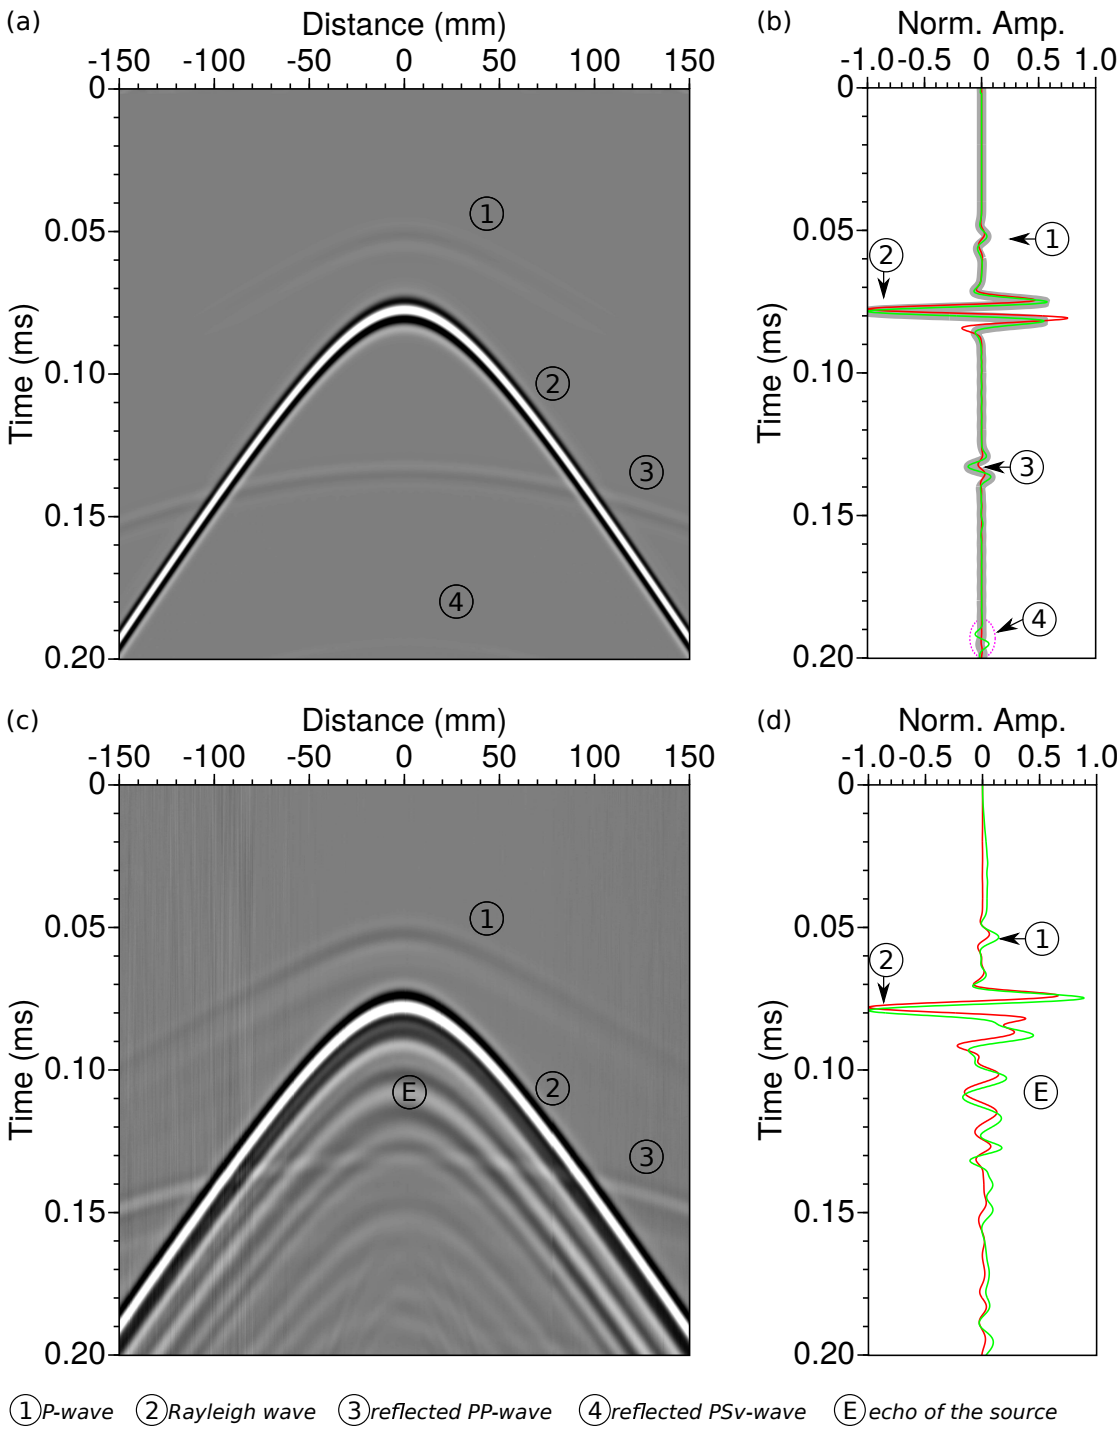 (a)
Distance (mm)
-150 -100 -50 0 50 100 150
0
0.05
0.10
0.15
0.20
Time (ms)
1
2
3
4
(b)
Norm. Amp.
-1.0 -0.5 0 0.5 1.0
0
0.05
0.10
0.15
0.20
Time (ms)
1
2
3
4
(c)
Distance (mm)
-150 -100 -50 0 50 100 150
0
0.05
0.10
0.15
0.20
Time (ms)
1
E
2
3
(d)
Norm. Amp.
-1.0 -0.5 0 0.5 1.0
0
0.05
0.10
0.15
0.20
Time (ms)
1
2
E
1 P-wave 2 Rayleigh wave 3 reflected PP-wave 4 reflected PSv-wave E echo of the source